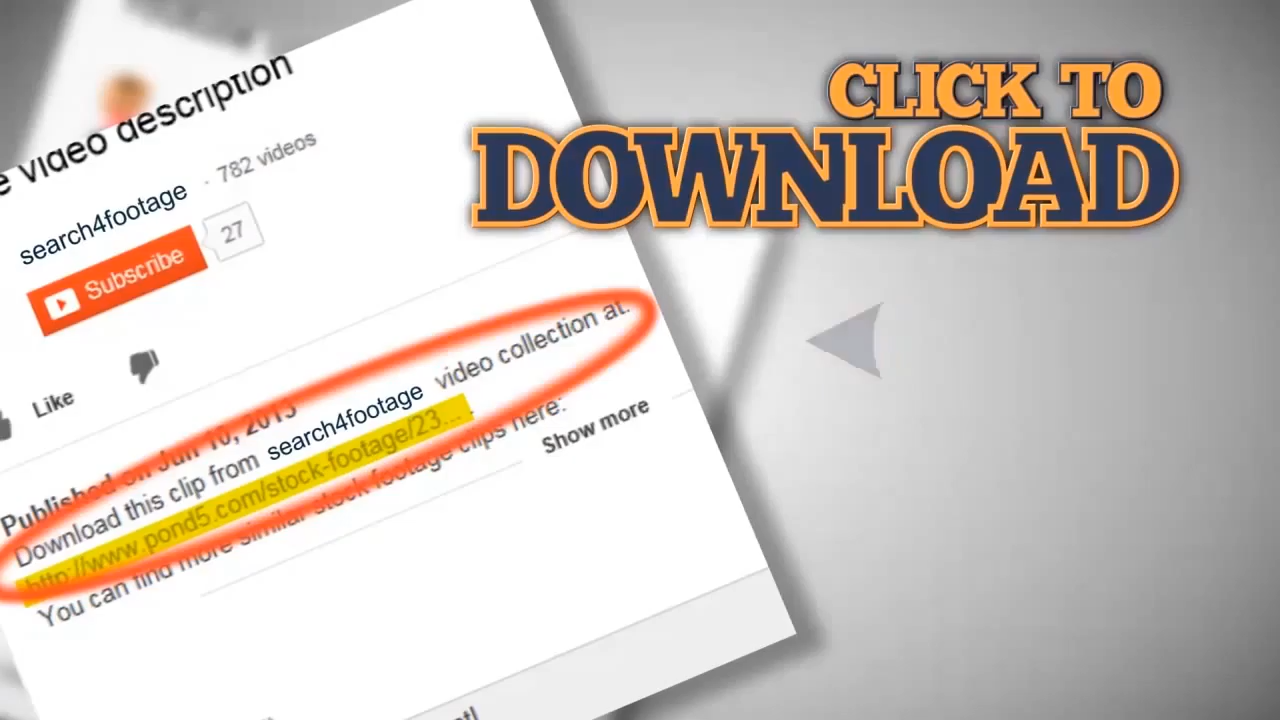 CLICK TO
DOWNLOAD
e video description
search4footage · 782 videos
Subscribe 27
Like
Published on Jun 10, 2013
Download this clip from search4footage video collection at:
http://www.pond5.com/stock-footage/23...
You can find more similar stock footage clips here:
Show more